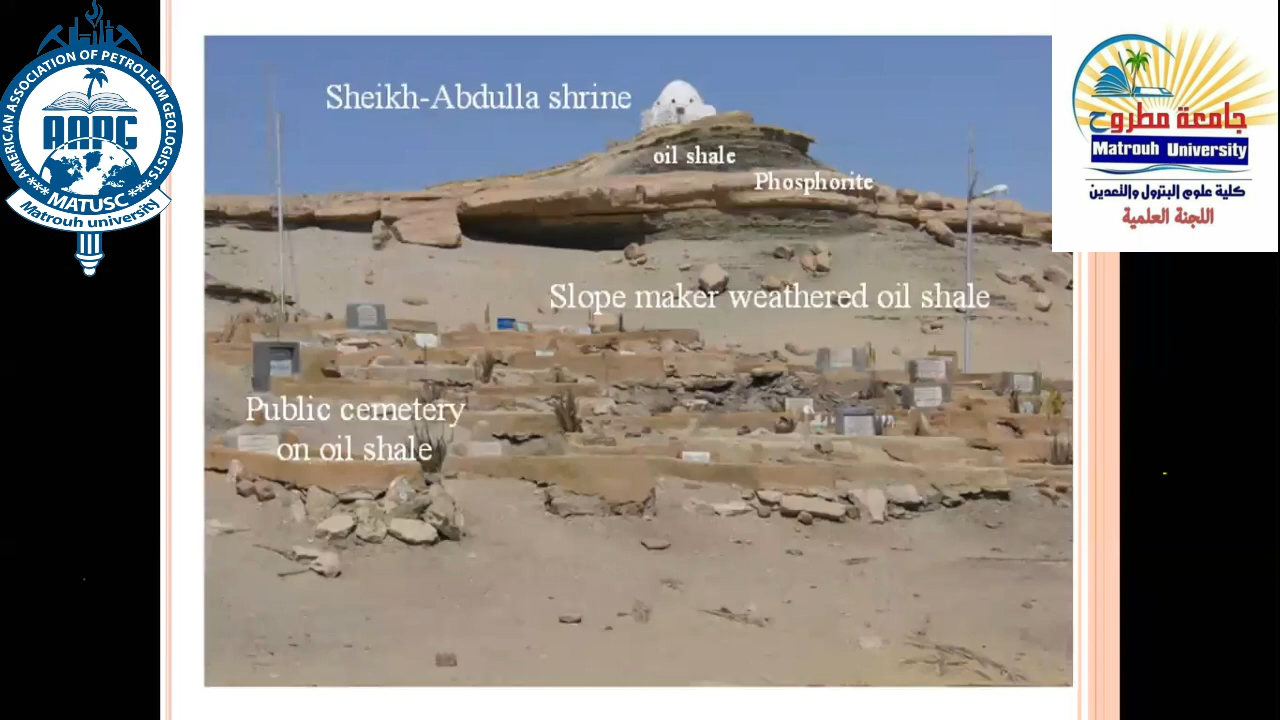 AMERICAN ASSOCIATION OF PETROLEUM GEOLOGISTS
AAPG
*** MATUSC ***
Matrouh university
Sheikh-Abdulla shrine
oil shale
Phosphorite
Slope maker weathered oil shale
Public cemetery
on oil shale
جامعة مطروح
Matrouh University
كلية علوم البترول والتعدين
اللجنة العلمية